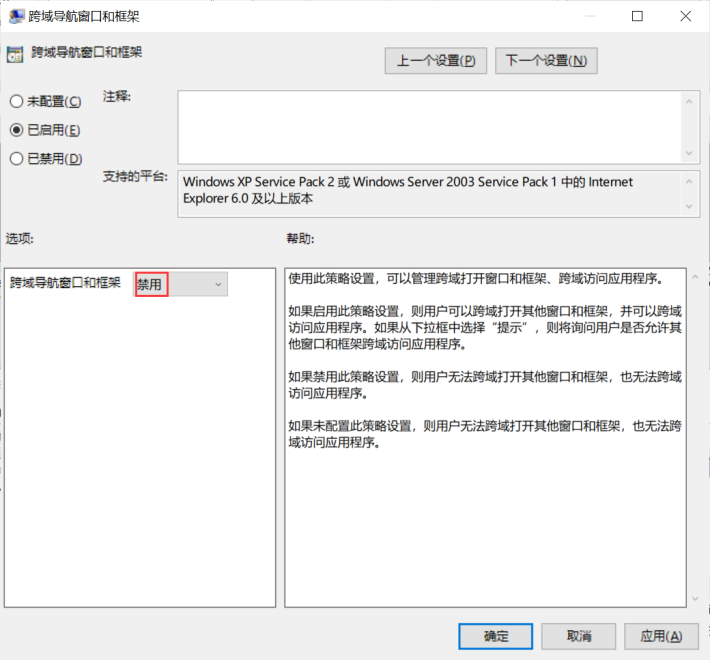 跨域导航窗口和框架
跨域导航窗口和框架
上一个设置(P)
下一个设置(N)
未配置(C)
注释:
已启用(E)
已禁用(D)
支持的平台:
Windows XP Service Pack 2 或 Windows Server 2003 Service Pack 1 中的 Internet
Explorer 6.0 及以上版本
选项:
帮助:
跨域导航窗口和框架
禁用
使用此策略设置，可以管理跨域打开窗口和框架、跨域访问应用程序。
如果启用此策略设置，则用户可以跨域打开其他窗口和框架，并可以跨域
访问应用程序。如果从下拉框中选择“提示”，则将询问用户是否允许其
他窗口和框架跨域访问应用程序。
如果禁用此策略设置，则用户无法跨域打开其他窗口和框架，也无法跨域
访问应用程序。
如果未配置此策略设置，则用户无法跨域打开其他窗口和框架，也无法跨
域访问应用程序。
确定
取消
应用(A)